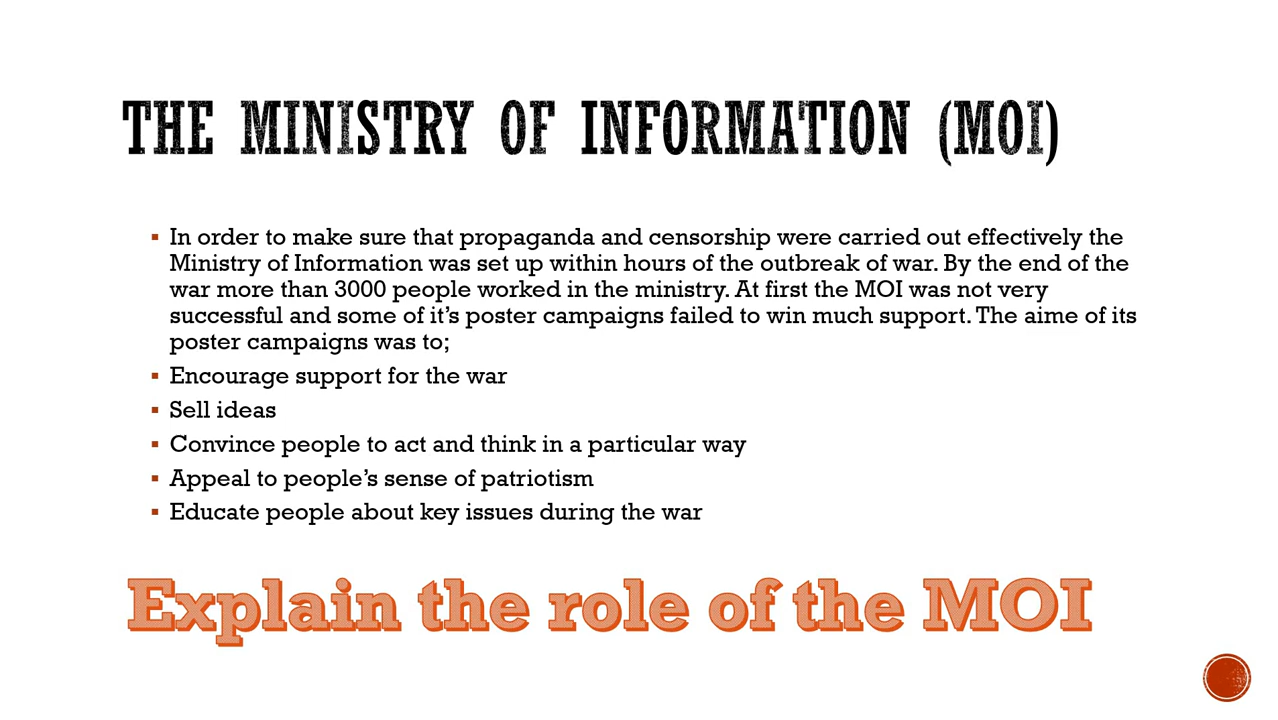 THE MINISTRY OF INFORMATION (MOI)
▪ In order to make sure that propaganda and censorship were carried out effectively the
Ministry of Information was set up within hours of the outbreak of war. By the end of the
war more than 3000 people worked in the ministry. At first the MOI was not very
successful and some of it’s poster campaigns failed to win much support. The aime of its
poster campaigns was to;
▪ Encourage support for the war
▪ Sell ideas
▪ Convince people to act and think in a particular way
▪ Appeal to people’s sense of patriotism
▪ Educate people about key issues during the war
Explain the role of the MOI